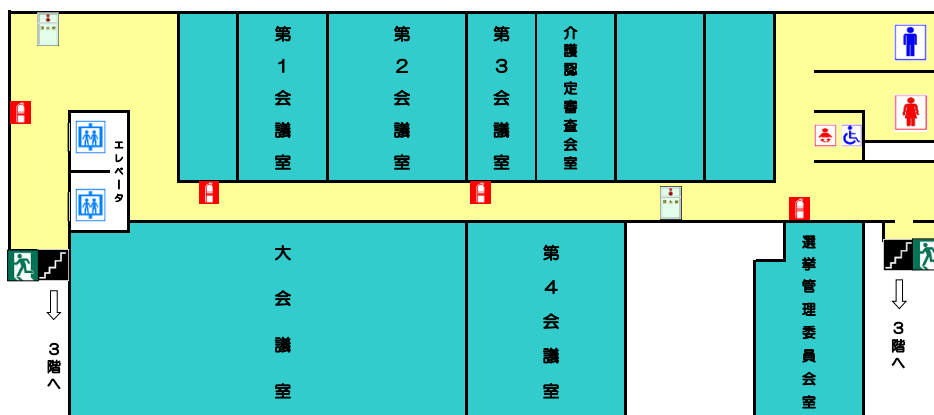 第１会議室
第２会議室
第３会議室
介護認定審査会室
エレベータ
大会議室
第４会議室
選挙管理委員会室
３階へ
３階へ